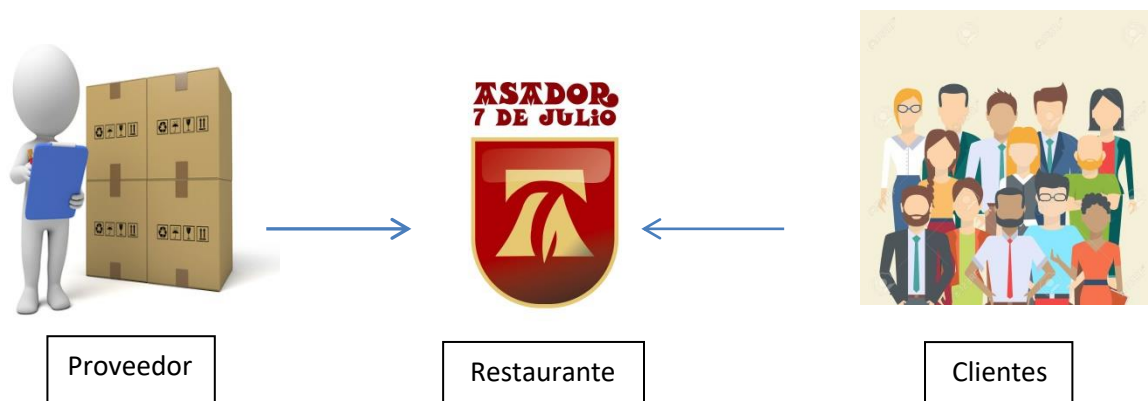 ASADOR
7 DE JULIO
Proveedor
Restaurante
Clientes